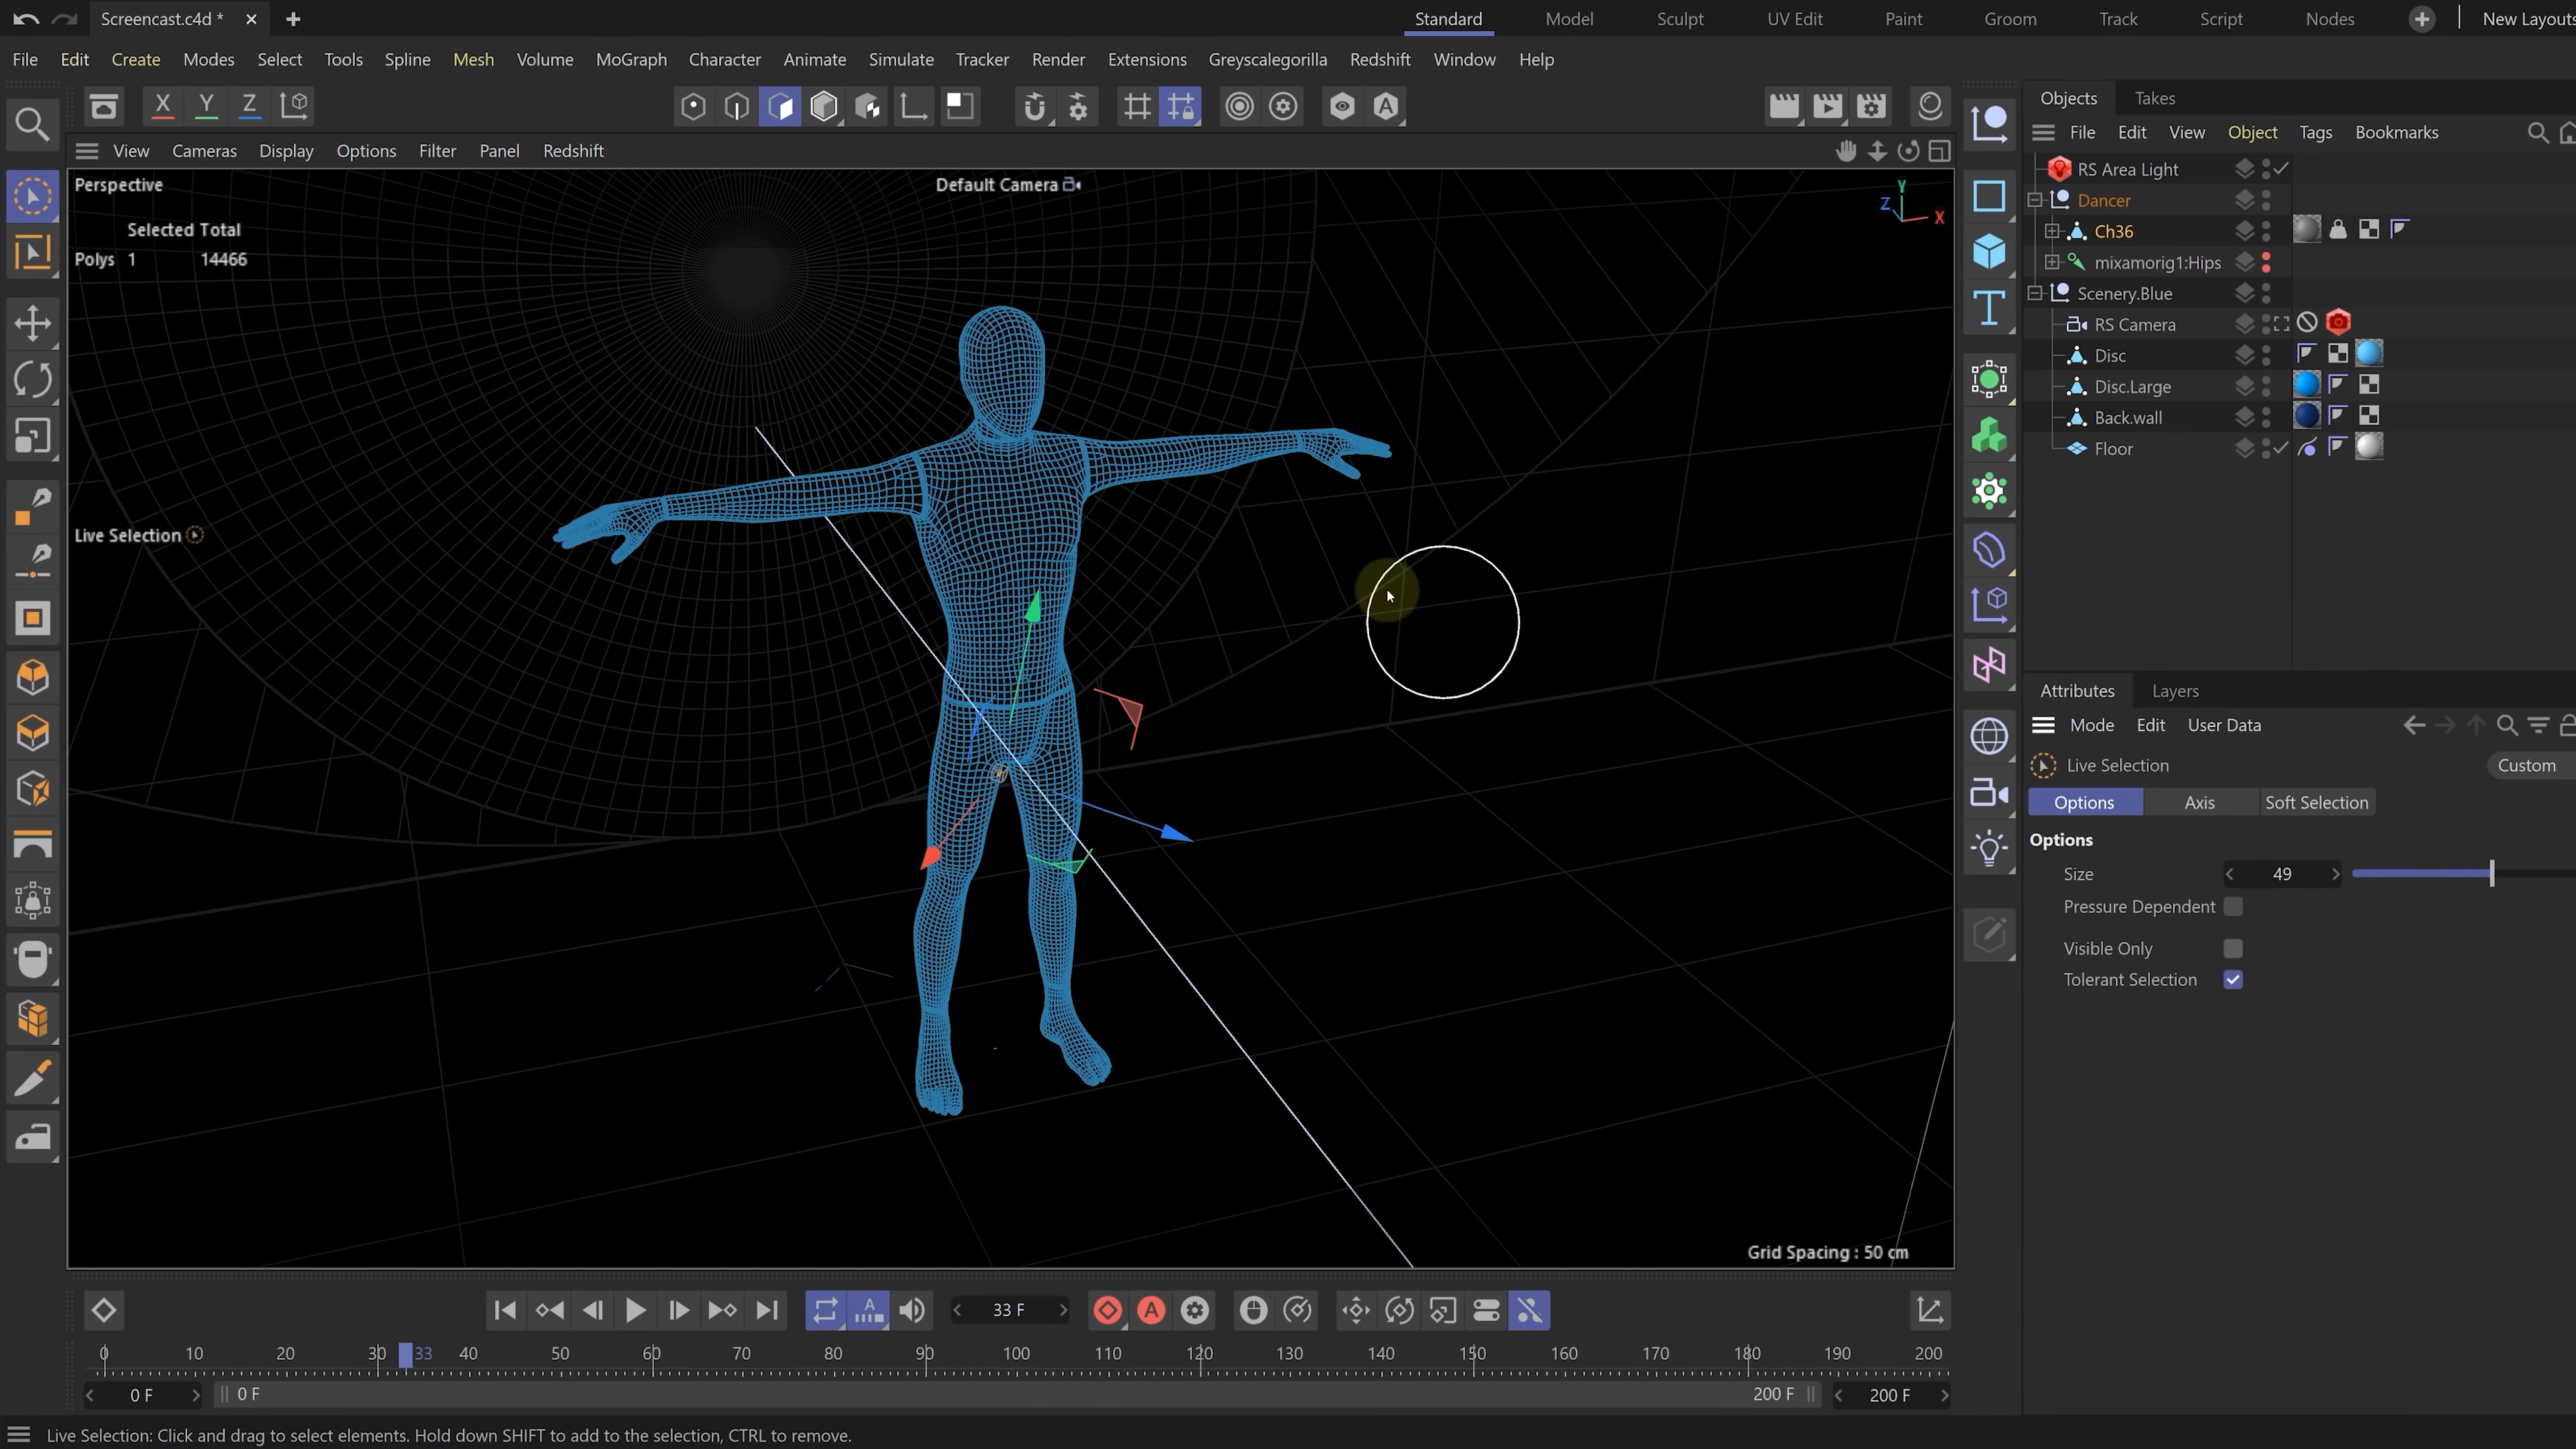 Screencast.c4d *
Standard Model Sculpt UV Edit Paint Groom Track Script Nodes New Layouts
File Edit Create Modes Select Tools Spline Mesh Volume MoGraph Character Animate Simulate Tracker Render Extensions Greyscalegorilla Redshift Window Help
X Y Z
A
Objects Takes
File Edit View Object Tags Bookmarks
View Cameras Display Options Filter Panel Redshift
Perspective
Default Camera
Y
Z
X
Selected Total
Polys 1 14466
Live Selection
Grid Spacing : 50 cm
RS Area Light
Dancer
Ch36
mixamorig1:Hips
Scenery.Blue
RS Camera
Disc
Disc.Large
Back.wall
Floor
Attributes Layers
Mode Edit User Data
Live Selection
Custom
Options Axis Soft Selection
Options
Size 49
Pressure Dependent
Visible Only
Tolerant Selection
A
33 F
A
0 10 20 30 33 40 50 60 70 80 90 100 110 120 130 140 150 160 170 180 190 200
0 F 0 F 200 F 200 F
Live Selection: Click and drag to select elements. Hold down SHIFT to add to the selection, CTRL to remove.